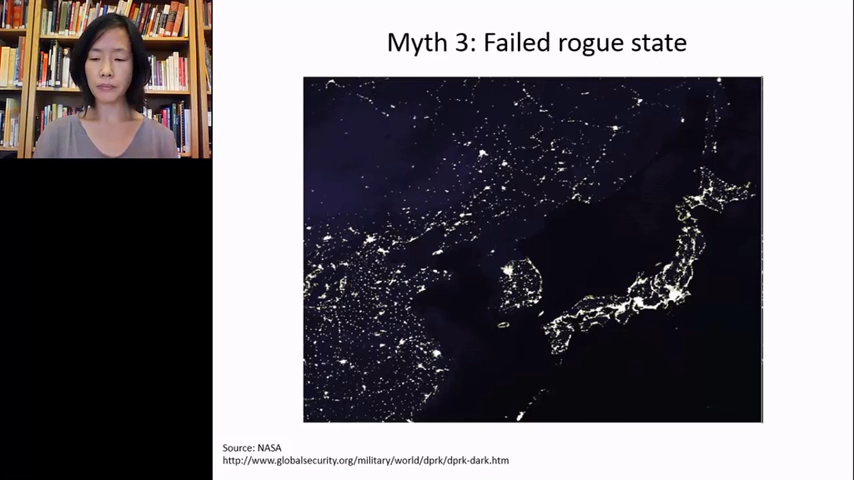 Myth 3: Failed rogue state
Source: NASA
http://www.globalsecurity.org/military/world/dprk/dprk-dark.htm